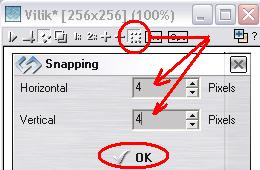 Vilik* [256x256] (100%)
Snapping
Horizontal 4 Pixels
Vertical 4 Pixels
OK